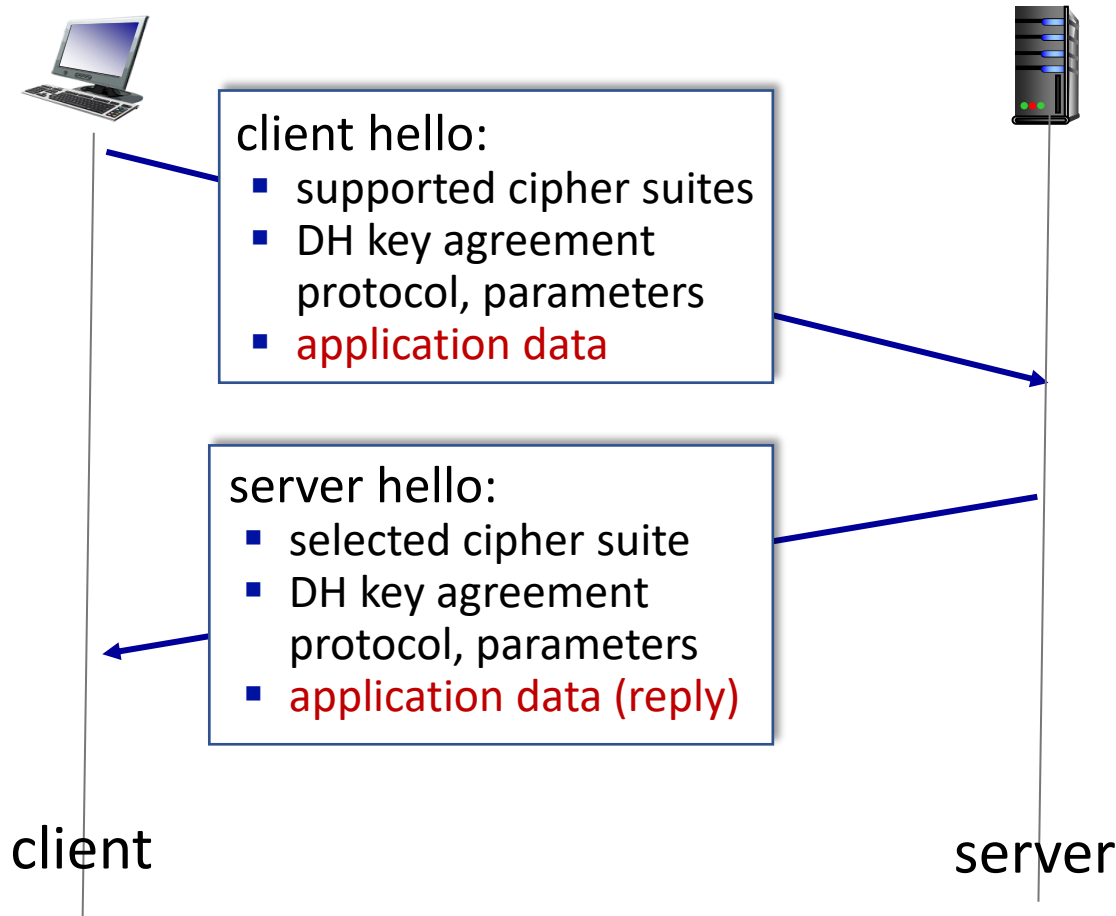 client hello:
▪ supported cipher suites
▪ DH key agreement
protocol, parameters
▪ application data
server hello:
▪ selected cipher suite
▪ DH key agreement
protocol, parameters
▪ application data (reply)
client
server